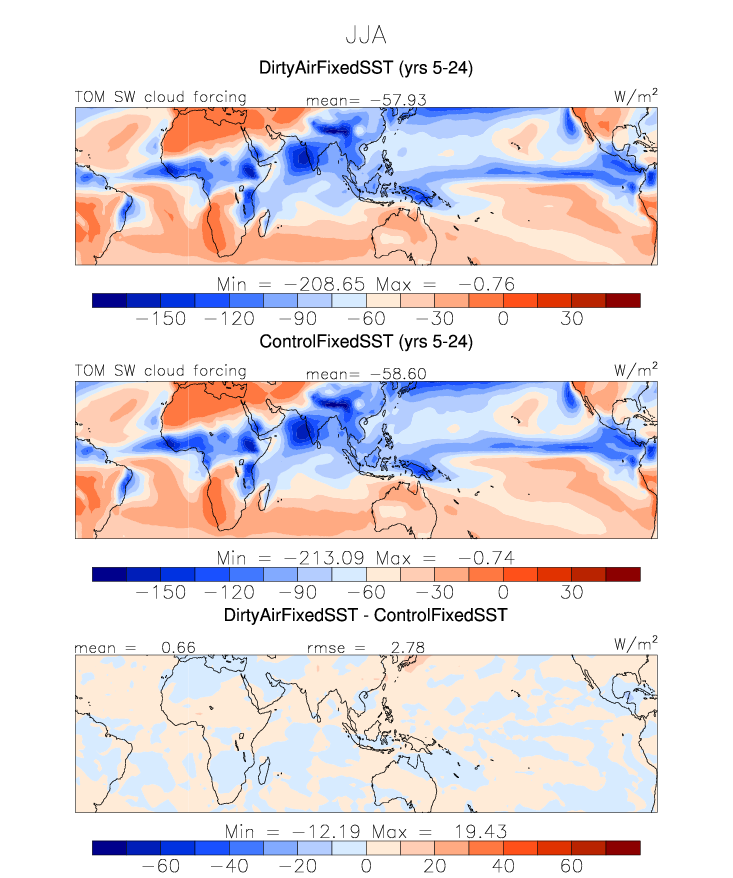 JJA
DirtyAirFixedSST (yrs 5-24)
TOM SW cloud forcing mean= −57.93 W/m²
Min = −208.65 Max = −0.76
−150 −120 −90 −60 −30 0 30
ControlFixedSST (yrs 5-24)
TOM SW cloud forcing mean= −58.60 W/m²
Min = −213.09 Max = −0.74
−150 −120 −90 −60 −30 0 30
DirtyAirFixedSST - ControlFixedSST
mean = 0.66 rmse = 2.78 W/m²
Min = −12.19 Max = 19.43
−60 −40 −20 0 20 40 60